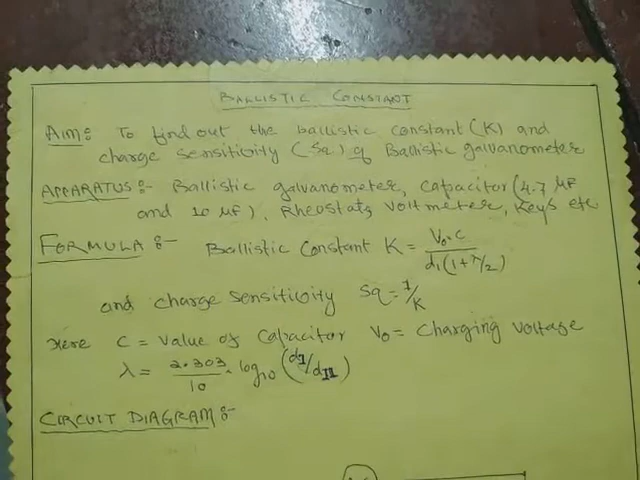 BALLISTIC CONSTANT
AIM: To find out the ballistic constant (K) and
charge sensitivity (Sq) of Ballistic galvanometer
APPARATUS:- Ballistic galvanometer, Capacitor (4.7 μF
and 10 μF), Rheostats, Voltmeter, Keys etc
FORMULA:- Ballistic Constant K = V₀.C / d₁(1+λ/2)
and charge sensitivity Sq = 1/K
Here C = Value of Capacitor V₀ = Charging Voltage
λ = 2.303/10 . log₁₀ (d₁/d₁₁)
CIRCUIT DIAGRAM:-